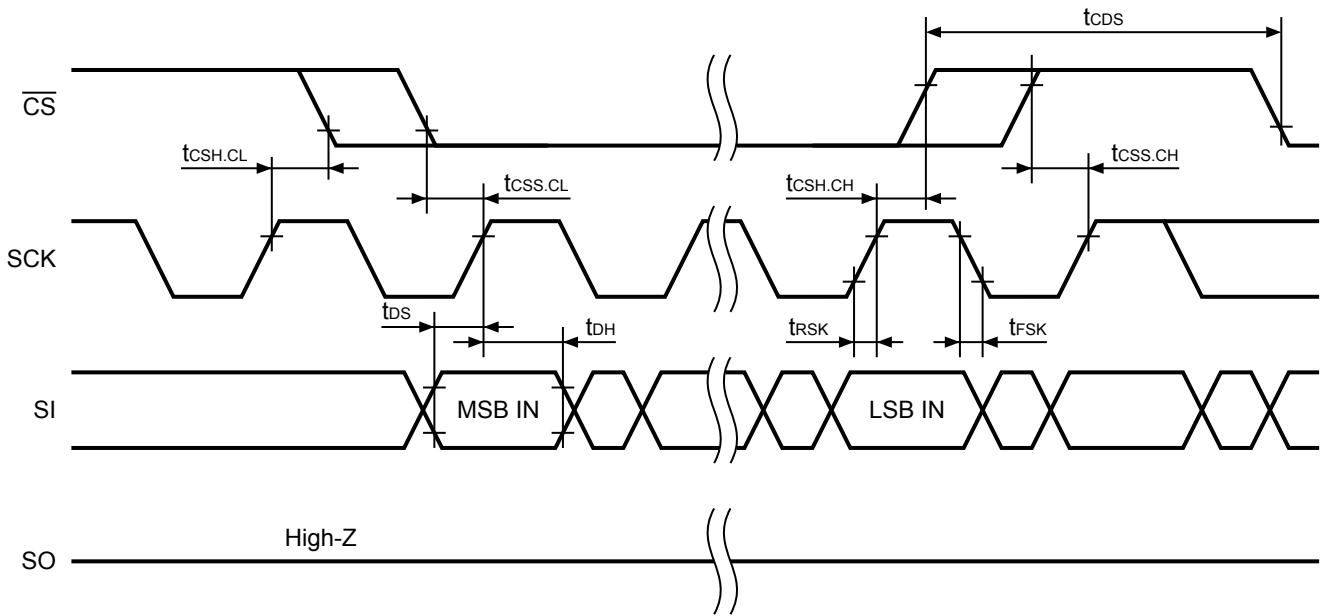 tCDS
CS
tCSH.CL
tCSS.CL
tCSH.CH
tCSS.CH
SCK
tDS
tDH
tRSK
tFSK
SI
MSB IN
LSB IN
High-Z
SO